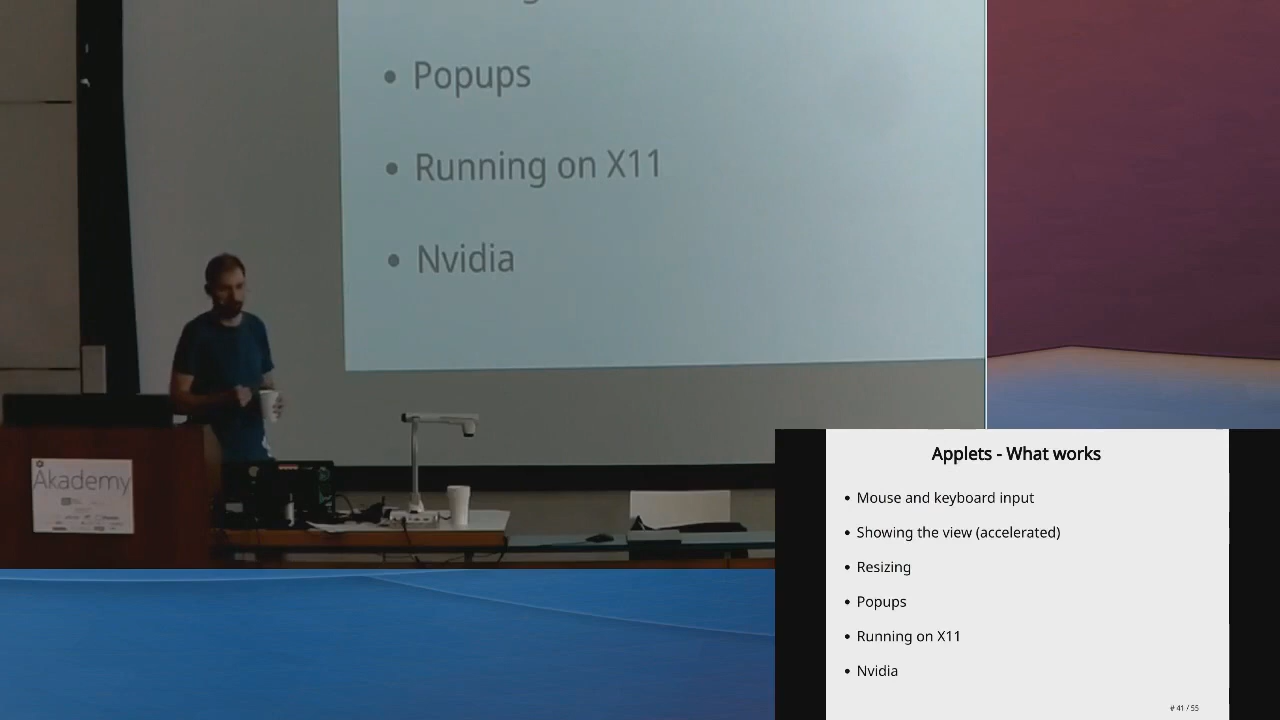 • Popups
• Running on X11
• Nvidia
Akademy
Applets - What works
• Mouse and keyboard input
• Showing the view (accelerated)
• Resizing
• Popups
• Running on X11
• Nvidia
# 41 / 55